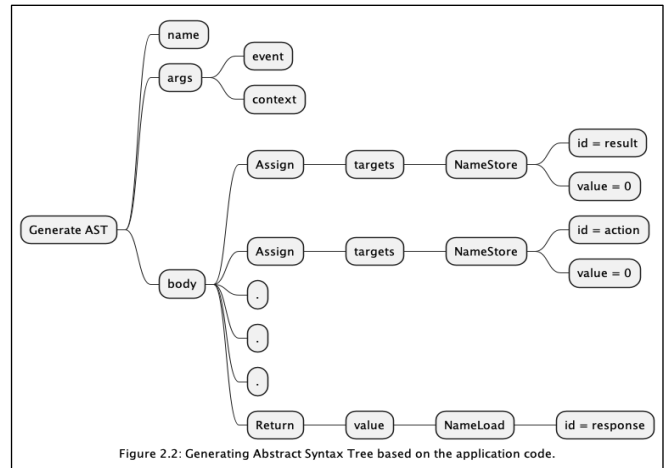 name
event
args
context
id = result
Assign targets NameStore
value = 0
Generate AST
id = action
Assign targets NameStore
value = 0
body
.
.
.
Return value NameLoad id = response
Figure 2.2: Generating Abstract Syntax Tree based on the application code.